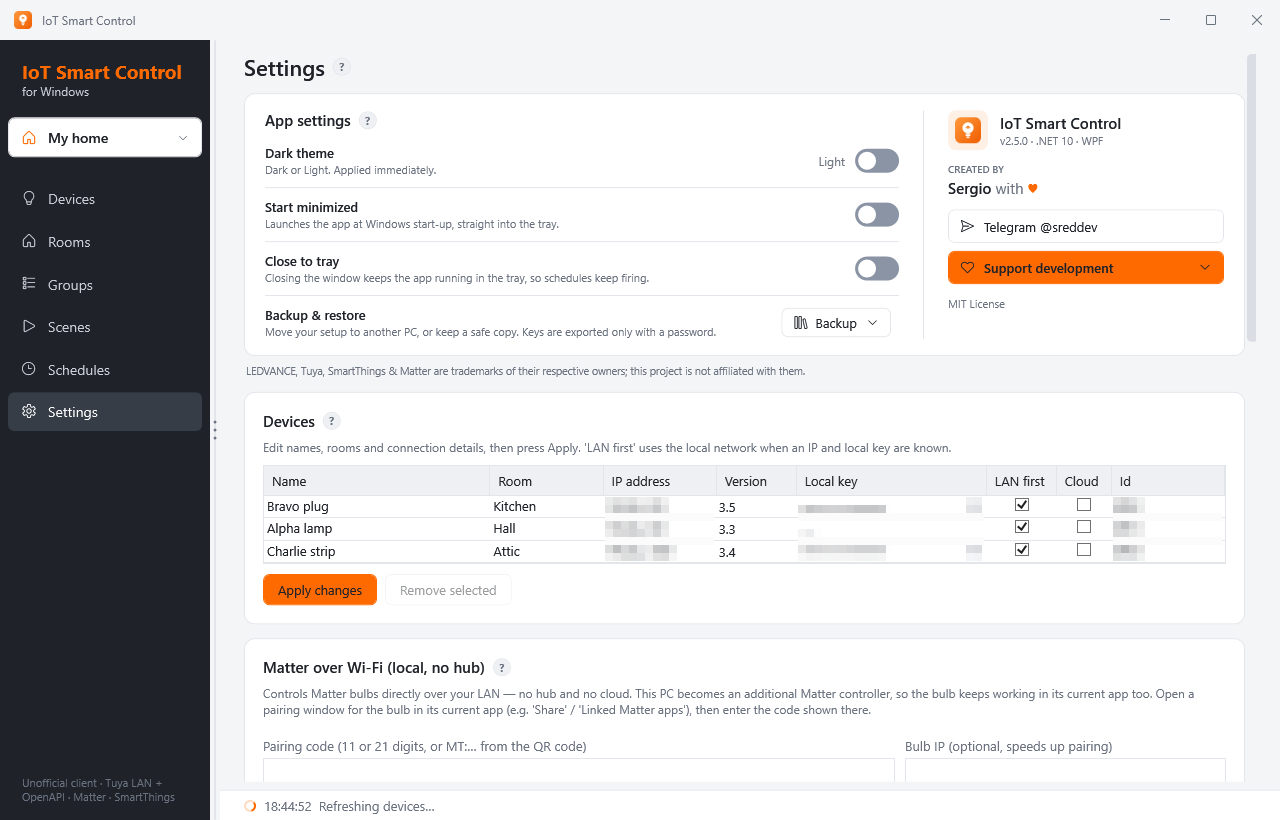 IoT Smart Control
IoT Smart Control
for Windows
My home
Devices
Rooms
Groups
Scenes
Schedules
Settings
Unofficial client · Tuya LAN +
OpenAPI · Matter · SmartThings
Settings ?
App settings ?
Dark theme
Dark or Light. Applied immediately.
Light
Start minimized
Launches the app at Windows start-up, straight into the tray.
Close to tray
Closing the window keeps the app running in the tray, so schedules keep firing.
Backup & restore
Move your setup to another PC, or keep a safe copy. Keys are exported only with a password.
Backup
IoT Smart Control
v2.5.0 · .NET 10 · WPF
CREATED BY
Sergio with
Telegram @sreddev
Support development
MIT License
LEDVANCE, Tuya, SmartThings & Matter are trademarks of their respective owners; this project is not affiliated with them.
Devices ?
Edit names, rooms and connection details, then press Apply. 'LAN first' uses the local network when an IP and local key are known.
Name Room IP address Version Local key LAN first Cloud Id
Bravo plug Kitchen 3.5
Alpha lamp Hall 3.3
Charlie strip Attic 3.4
Apply changes Remove selected
Matter over Wi-Fi (local, no hub) ?
Controls Matter bulbs directly over your LAN — no hub and no cloud. This PC becomes an additional Matter controller, so the bulb keeps working in its current app too. Open a
pairing window for the bulb in its current app (e.g. 'Share' / 'Linked Matter apps'), then enter the code shown there.
Pairing code (11 or 21 digits, or MT:... from the QR code) Bulb IP (optional, speeds up pairing)
18:44:52 Refreshing devices...